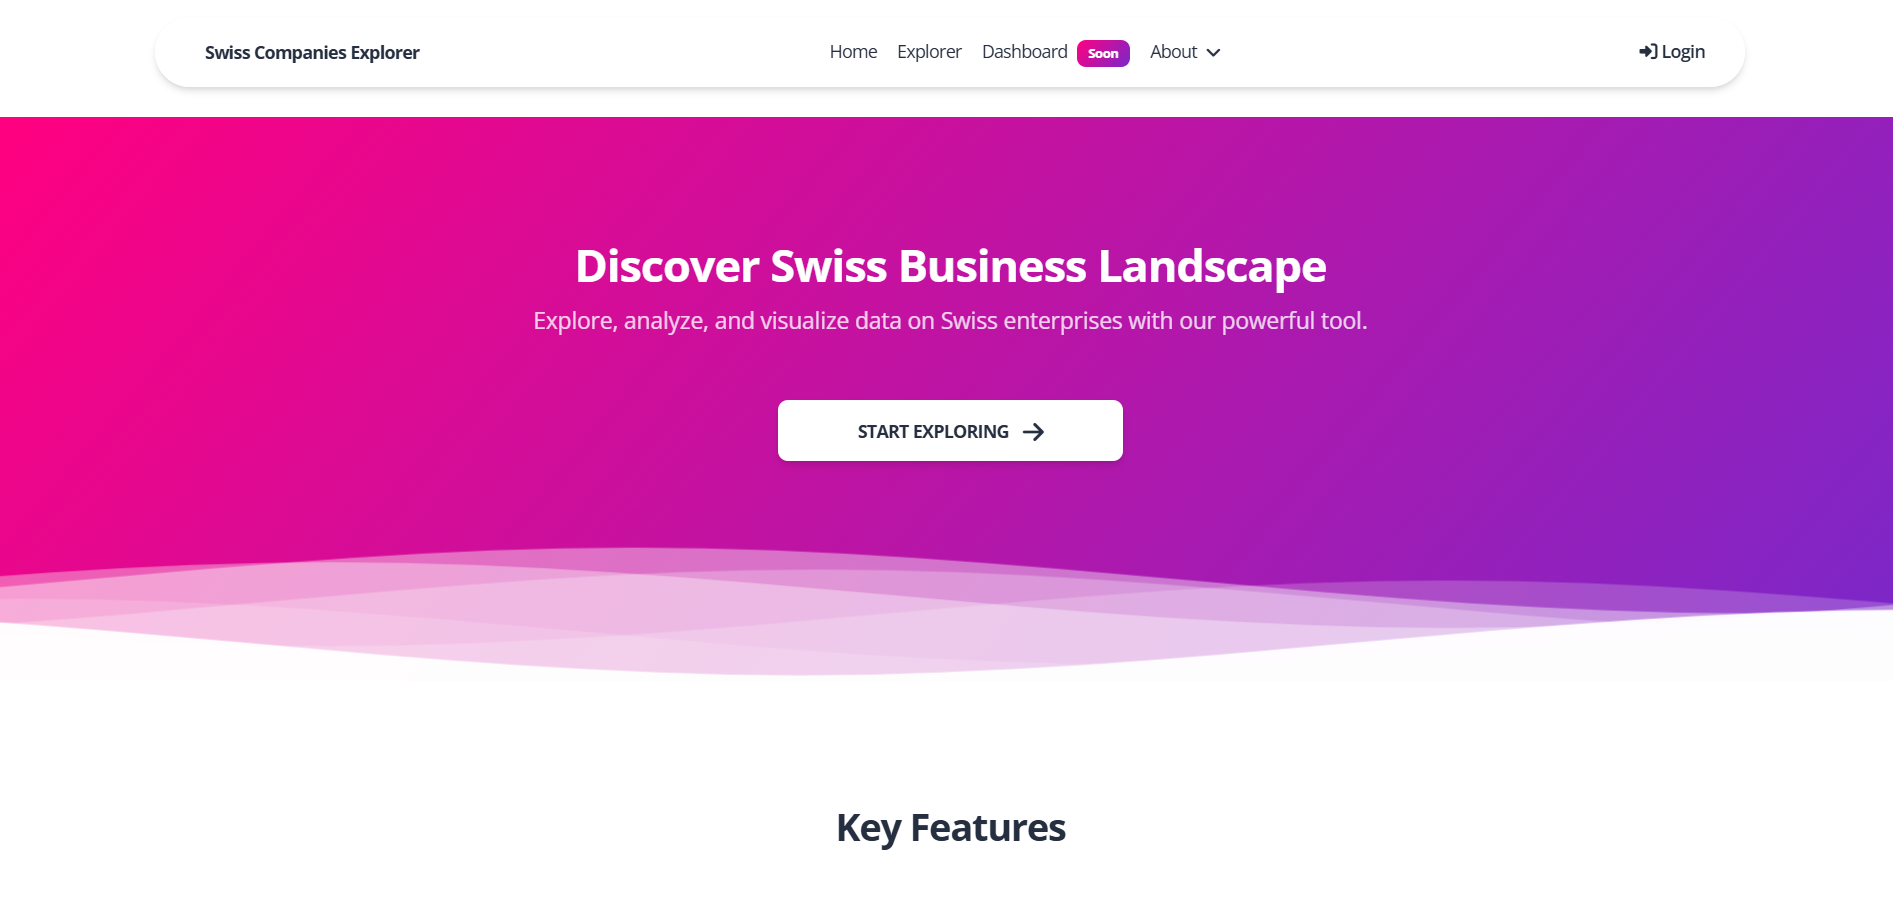 Swiss Companies Explorer
Home Explorer Dashboard Soon About
Login
Discover Swiss Business Landscape
Explore, analyze, and visualize data on Swiss enterprises with our powerful tool.
START EXPLORING
Key Features